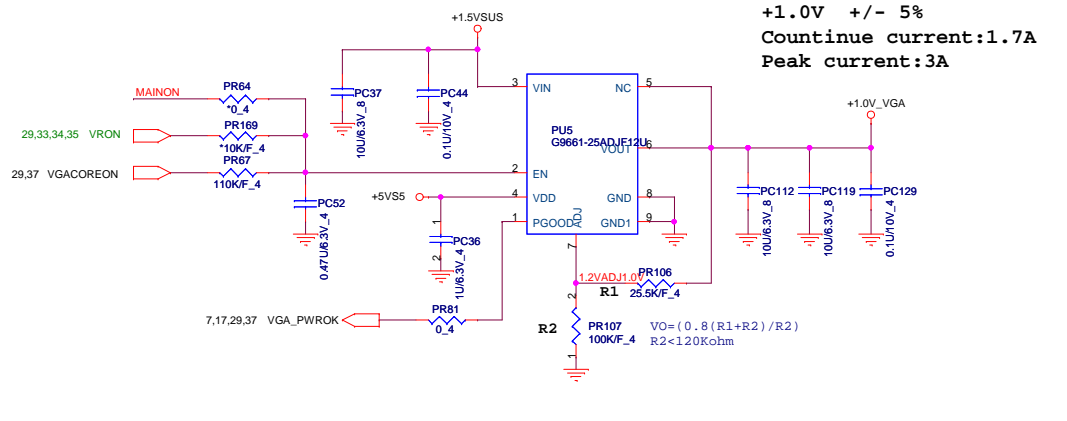 +1.0V +/- 5%
Countinue current:1.7A
Peak current:3A
+1.5VSUS
PC37
10U/6.3V_8
PC44
0.1U/10V_4
MAINON
PR64
*0_4
29,33,34,35 VRON
PR169
*10K/F_4
29,37 VGACOREON
PR67
110K/F_4
PC52
0.47U/6.3V_4
+5VS5
1
2
PC36
1U/6.3V_4
3
VIN
2
EN
4
VDD
1
PGOOD
PU5
G9661-25ADJF12U
NC
5
VOUT
6
GND
8
GND1
9
ADJ
7
+1.0V_VGA
PC112
10U/6.3V_8
PC119
10U/6.3V_8
PC129
0.1U/10V_4
1.2VADJ1.0V
R1
PR106
25.5K/F_4
7,17,29,37 VGA_PWROK
PR81
0_4
R2
2
1
PR107
100K/F_4
VO=(0.8(R1+R2)/R2)
R2<120Kohm